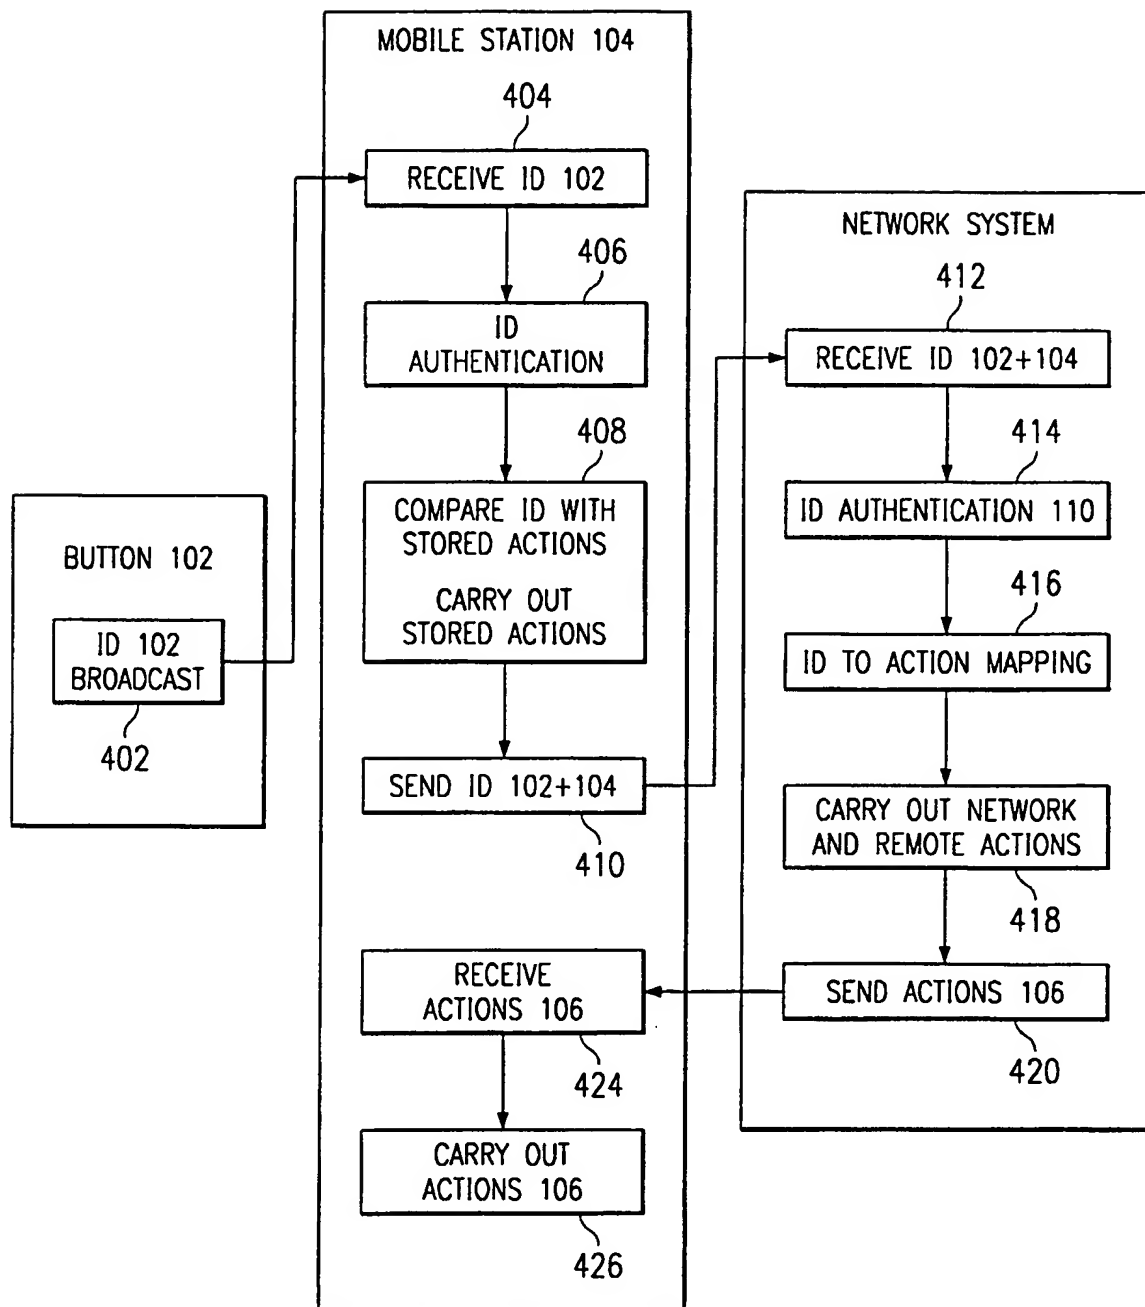 MOBILE STATION 104
404
RECEIVE ID 102
406
ID
AUTHENTICATION
408
COMPARE ID WITH
STORED ACTIONS
CARRY OUT
STORED ACTIONS
BUTTON 102
ID 102
BROADCAST
402
SEND ID 102+104
410
NETWORK SYSTEM
412
RECEIVE ID 102+104
414
ID AUTHENTICATION 110
416
ID TO ACTION MAPPING
CARRY OUT NETWORK
AND REMOTE ACTIONS
418
SEND ACTIONS 106
420
RECEIVE
ACTIONS 106
424
CARRY OUT
ACTIONS 106
426